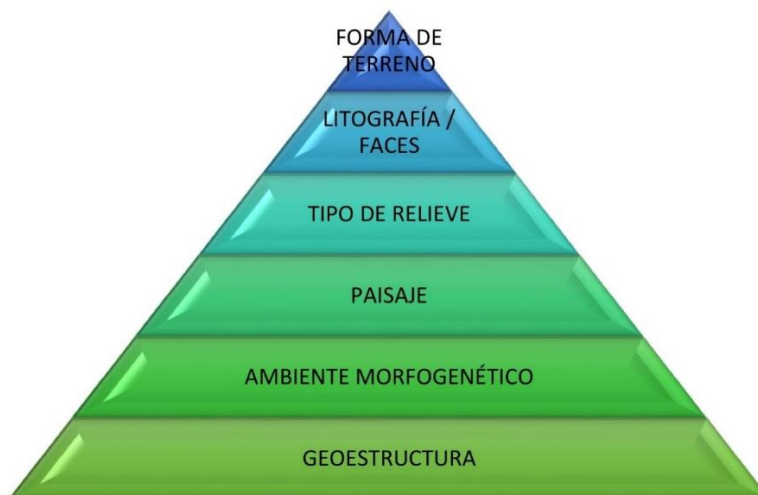 FORMA DE
TERRENO
LITOGRAFÍA /
FACES
TIPO DE RELIEVE
PAISAJE
AMBIENTE MORFOGENÉTICO
GEOESTRUCTURA